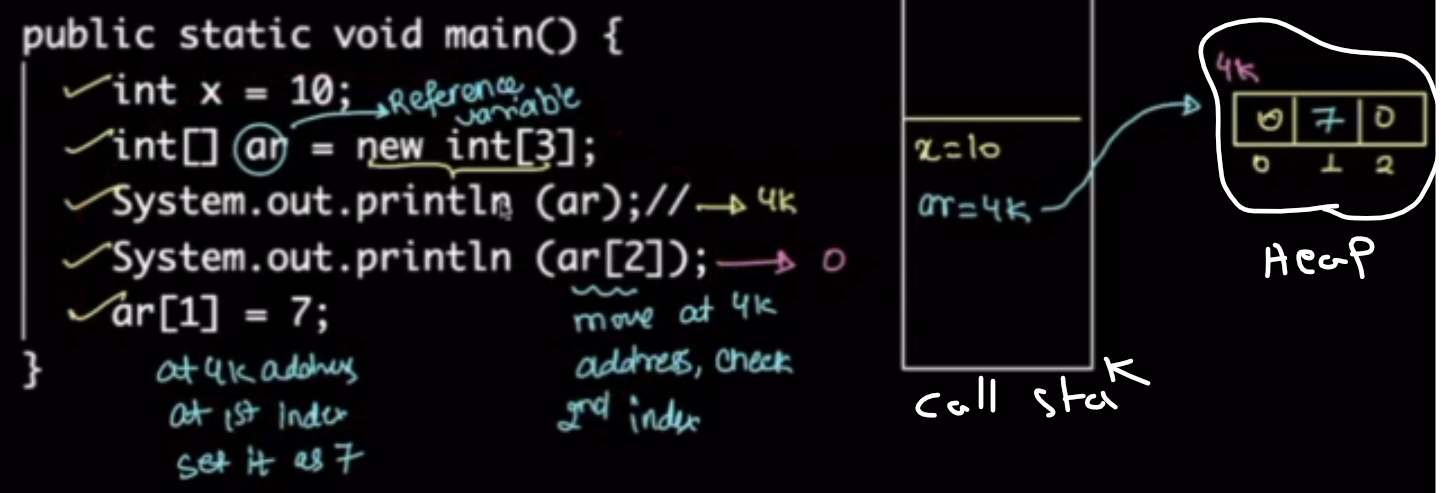 public static void main() {
int x = 10;
Reference
variable
int[] ar = new int[3];
System.out.println (ar);// → 4k
System.out.println (ar[2]); → 0
ar[1] = 7;
}
at 4k address
at 1st index
set it as 7
move at 4k
address, check
2nd index
x=10
ar=4k
call stak
4k
0 7 0
0 1 2
Heap